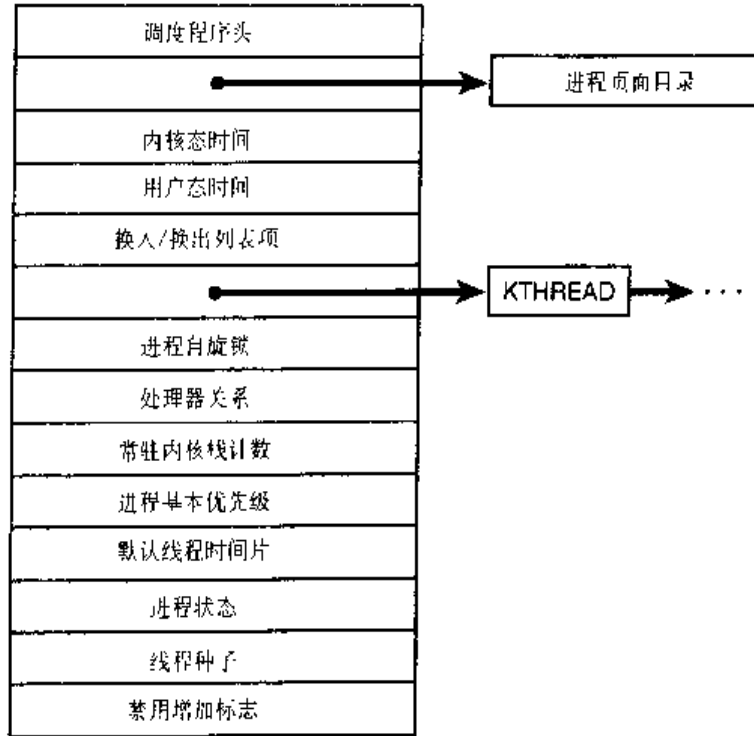 调度程序头
进程页面目录
内核态时间
用户态时间
换入/换出列表项
KTHREAD
...
进程自旋锁
处理器关系
常驻内核栈计数
进程基本优先级
默认线程时间片
进程状态
线程种子
禁用增加标志